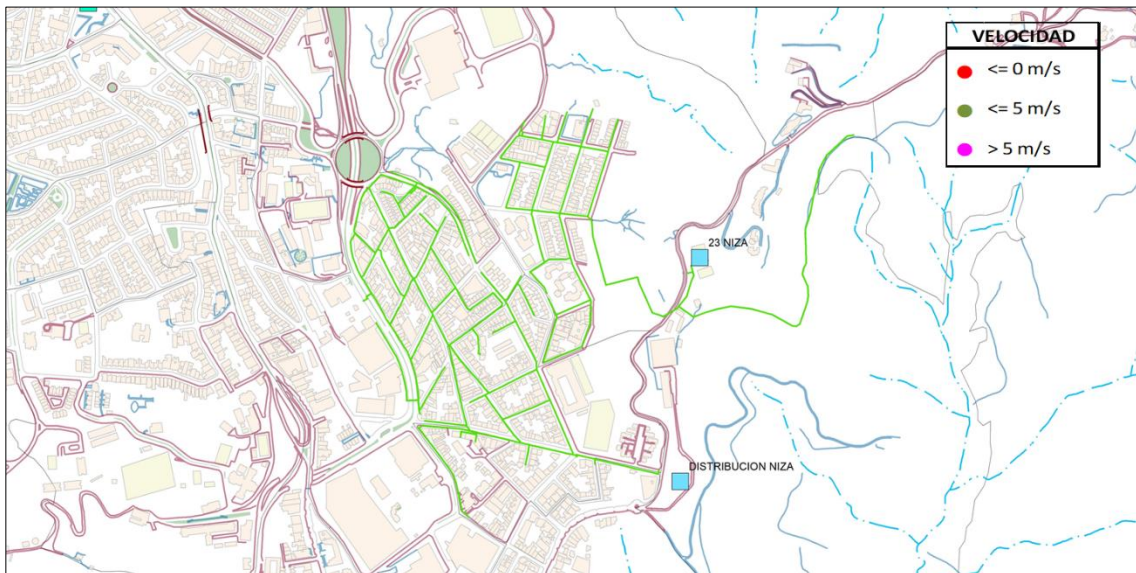 VELOCIDAD
<= 0 m/s
<= 5 m/s
> 5 m/s
23 NIZA
DISTRIBUCION NIZA